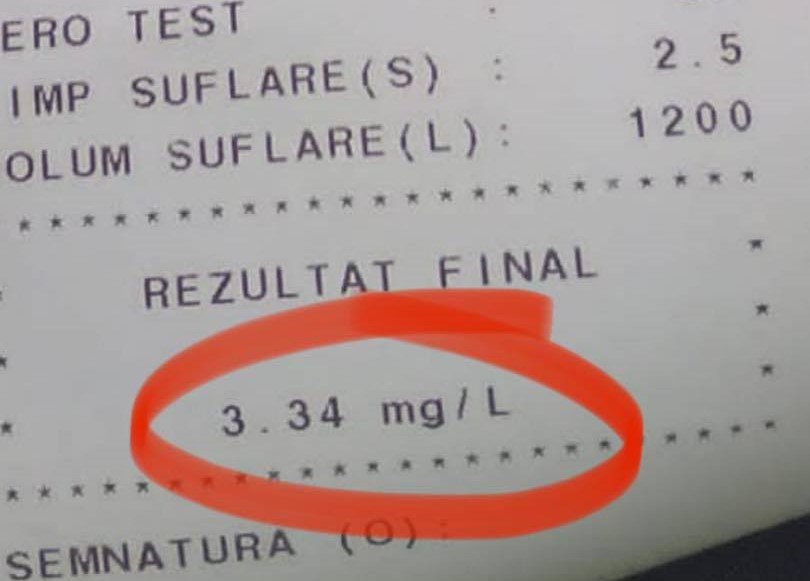 ERO TEST :
IMP SUFLARE(S) : 2.5
OLUM SUFLARE(L): 1200
* * * * * * * * * * * * * * * * * * * * * * *
REZULTAT FINAL *
* *
* 3.34 mg/L *
* * * * * * * * * * * * * * * * * * * * * * * *
SEMNATURA (O):